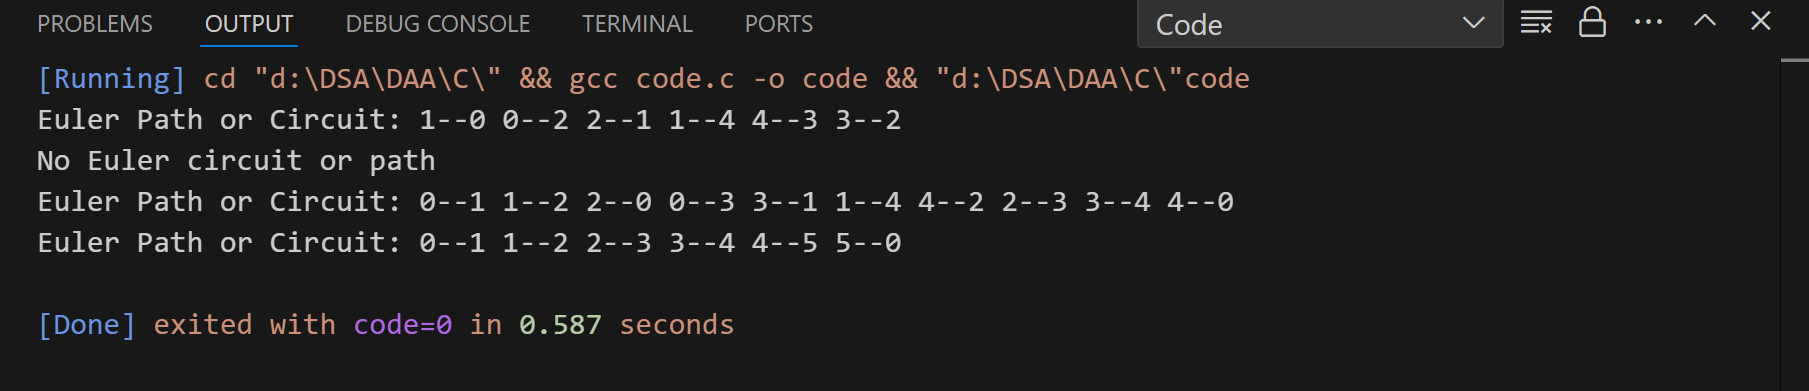 PROBLEMS OUTPUT DEBUG CONSOLE TERMINAL PORTS Code
[Running] cd "d:\DSA\DAA\C\" && gcc code.c -o code && "d:\DSA\DAA\C\"code
Euler Path or Circuit: 1--0 0--2 2--1 1--4 4--3 3--2
No Euler circuit or path
Euler Path or Circuit: 0--1 1--2 2--0 0--3 3--1 1--4 4--2 2--3 3--4 4--0
Euler Path or Circuit: 0--1 1--2 2--3 3--4 4--5 5--0
[Done] exited with code=0 in 0.587 seconds